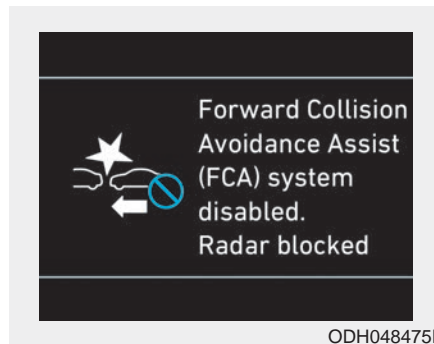 Forward Collision
Avoidance Assist
(FCA) system
disabled.
Radar blocked
ODH048475